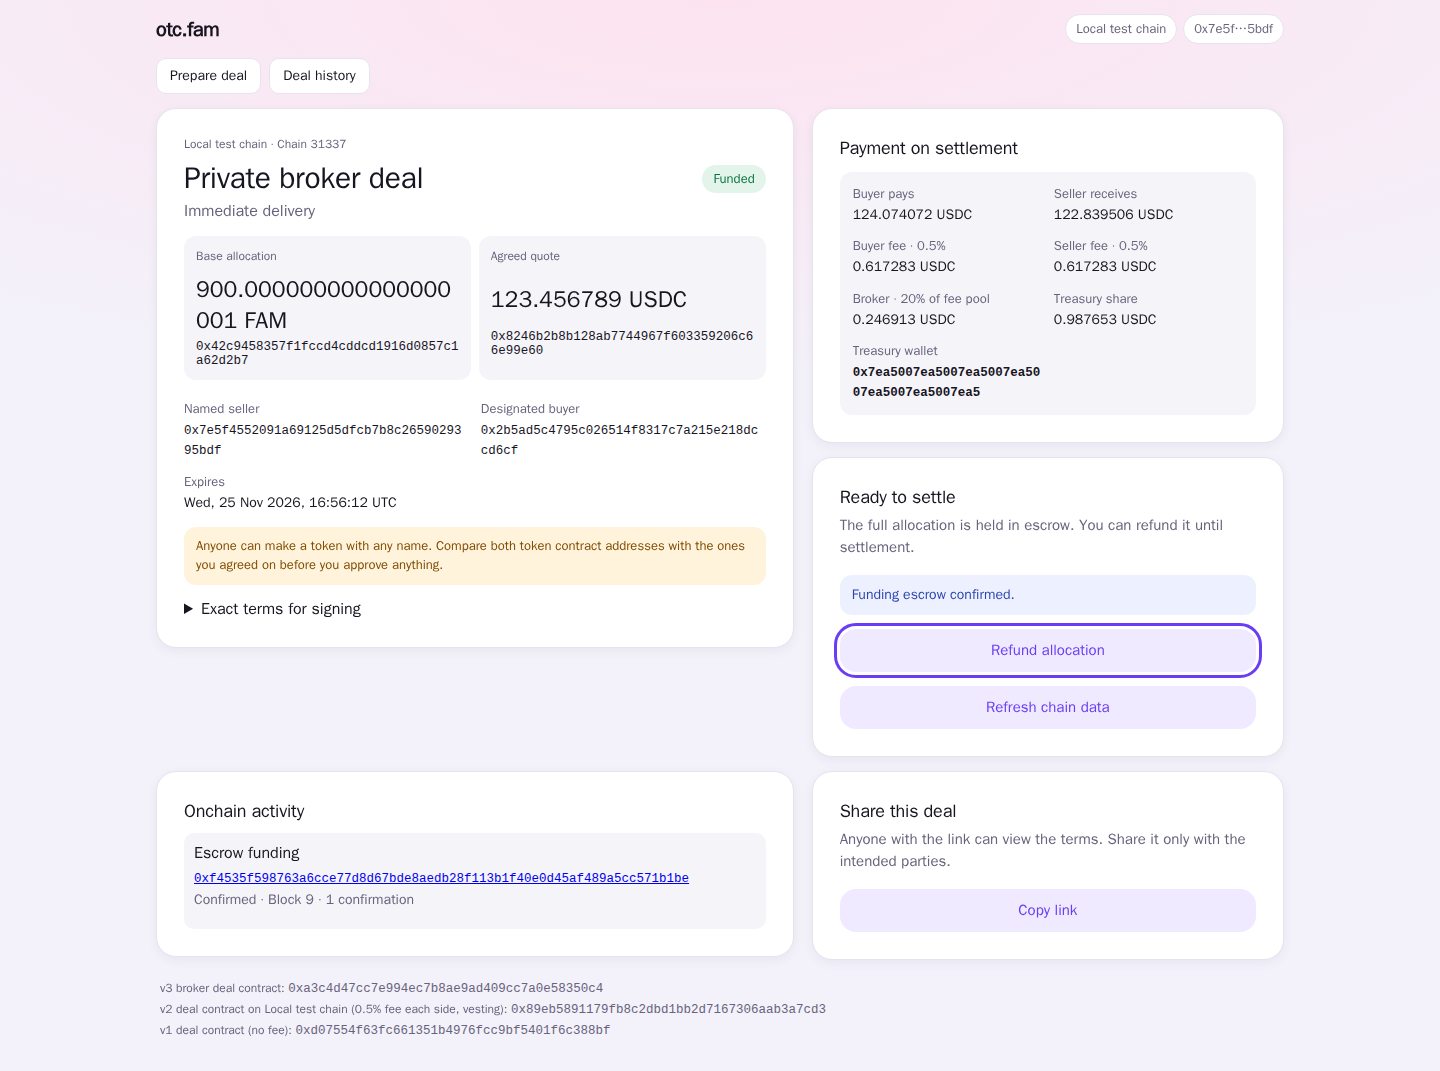 otc.fam
Local test chain
0x7e5f···5bdf
Prepare deal
Deal history
Local test chain · Chain 31337
Private broker deal
Funded
Immediate delivery
Base allocation
900.000000000000000
001 FAM
0x42c9458357f1fccd4cddcd1916d0857c1
a62d2b7
Agreed quote
123.456789 USDC
0x8246b2b8b128ab7744967f603359206c6
6e99e60
Named seller
0x7e5f4552091a69125d5dfcb7b8c26590293
95bdf
Designated buyer
0x2b5ad5c4795c026514f8317c7a215e218dc
cd6cf
Expires
Wed, 25 Nov 2026, 16:56:12 UTC
Anyone can make a token with any name. Compare both token contract addresses with the ones
you agreed on before you approve anything.
Exact terms for signing
Payment on settlement
Buyer pays
124.074072 USDC
Seller receives
122.839506 USDC
Buyer fee · 0.5%
0.617283 USDC
Seller fee · 0.5%
0.617283 USDC
Broker · 20% of fee pool
0.246913 USDC
Treasury share
0.987653 USDC
Treasury wallet
0x7ea5007ea5007ea5007ea50
07ea5007ea5007ea5
Ready to settle
The full allocation is held in escrow. You can refund it until
settlement.
Funding escrow confirmed.
Refund allocation
Refresh chain data
Onchain activity
Escrow funding
0xf4535f598763a6cce77d8d67bde8aedb28f113b1f40e0d45af489a5cc571b1be
Confirmed · Block 9 · 1 confirmation
Share this deal
Anyone with the link can view the terms. Share it only with the
intended parties.
Copy link
v3 broker deal contract: 0xa3c4d47cc7e994ec7b8ae9ad409cc7a0e58350c4
v2 deal contract on Local test chain (0.5% fee each side, vesting): 0x89eb5891179fb8c2dbd1bb2d7167306aab3a7cd3
v1 deal contract (no fee): 0xd07554f63fc661351b4976fcc9bf5401f6c388bf